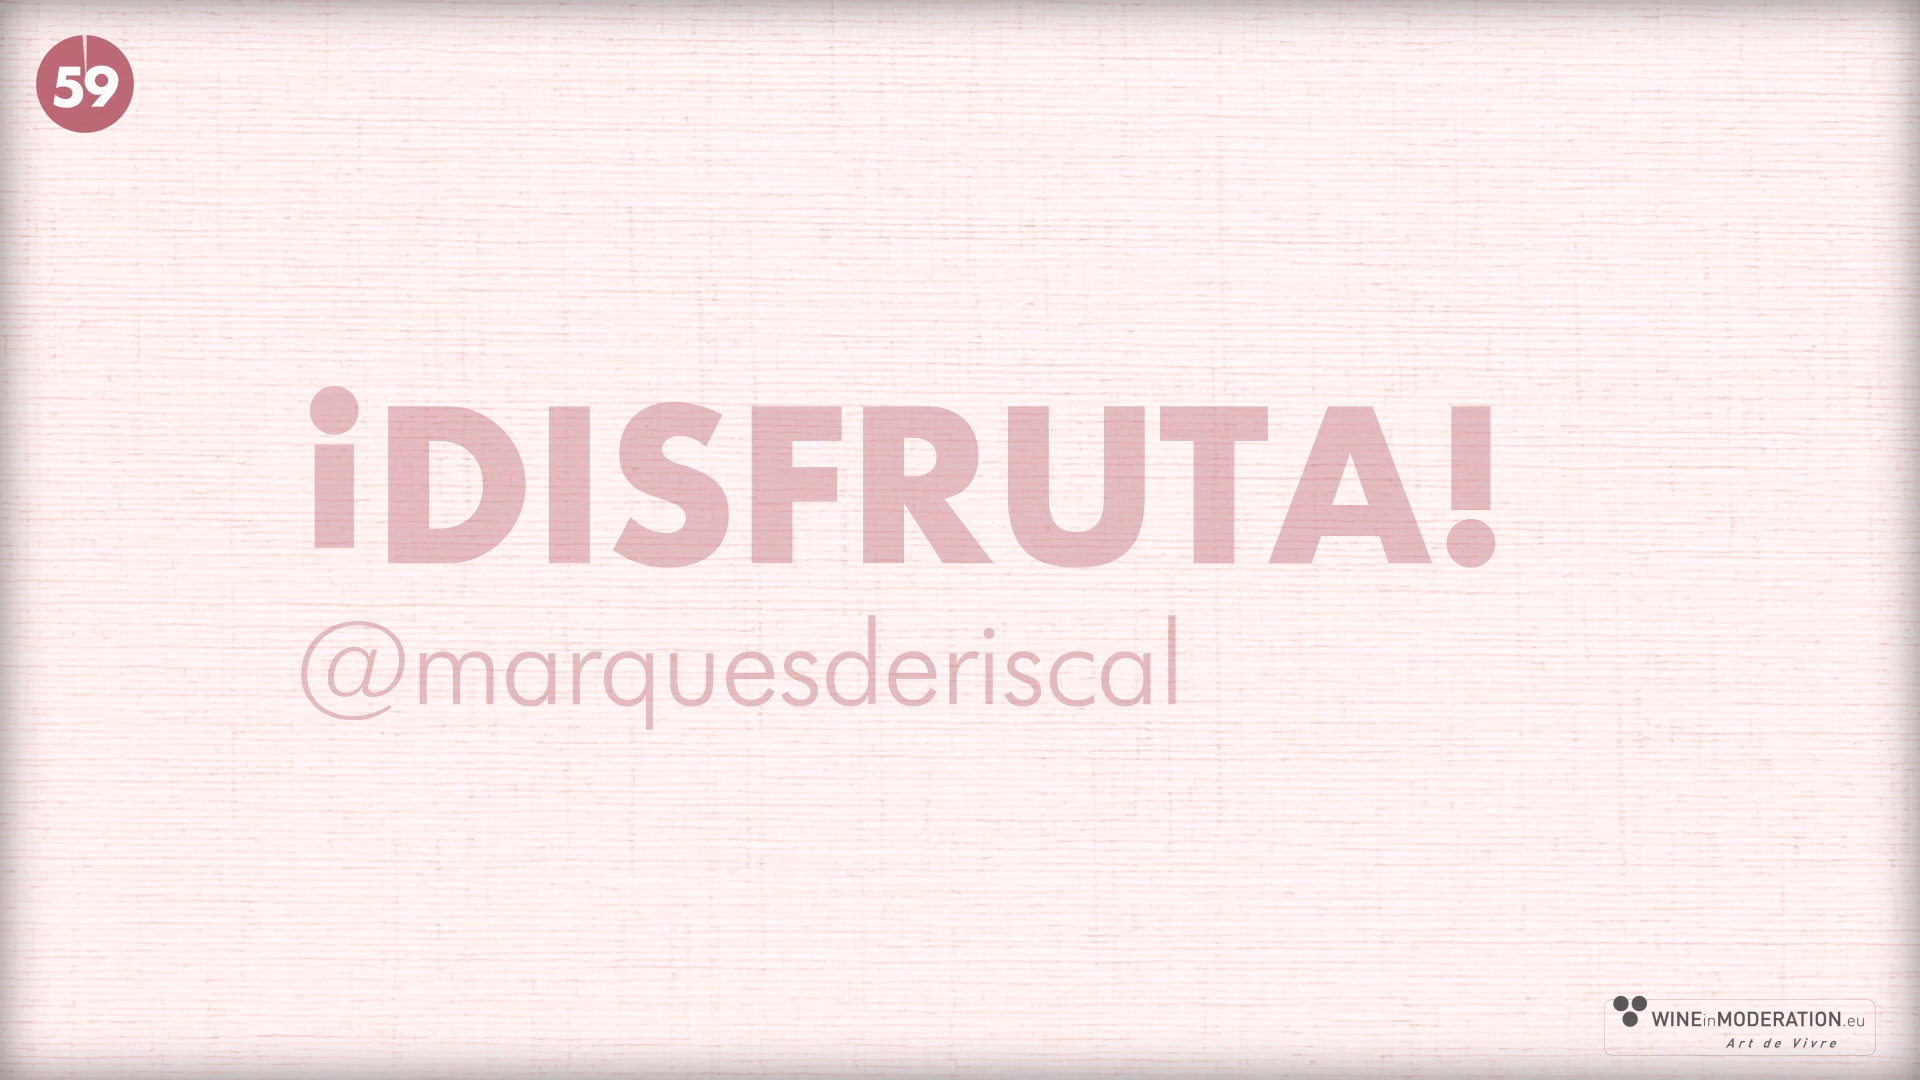 59
¡DISFRUTA!
@marquesderiscal
WINEinMODERATION.eu
Art de Vivre